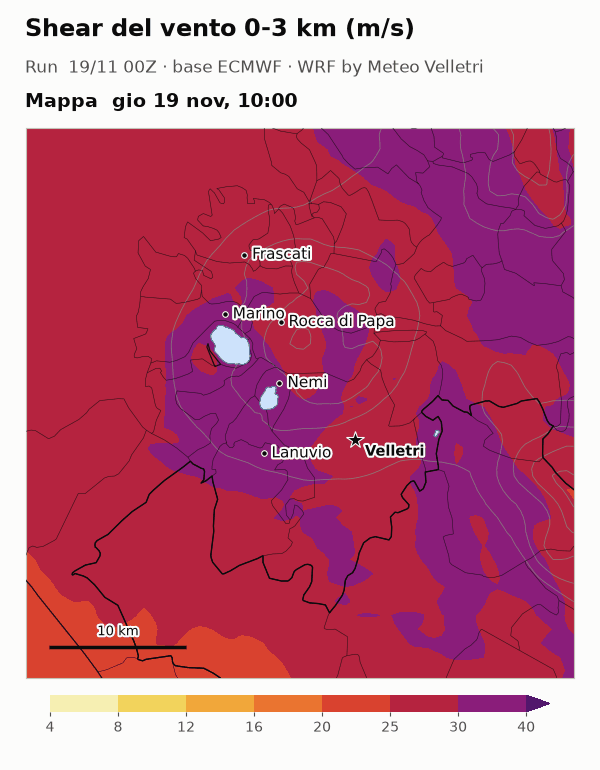 Shear del vento 0-3 km (m/s)
Run  19/11 00Z · base ECMWF · WRF by Meteo Velletri
Mappa  gio 19 nov, 10:00
Frascati
Marino
Rocca di Papa
Nemi
Velletri
Lanuvio
10 km
4 8 12 16 20 25 30 40